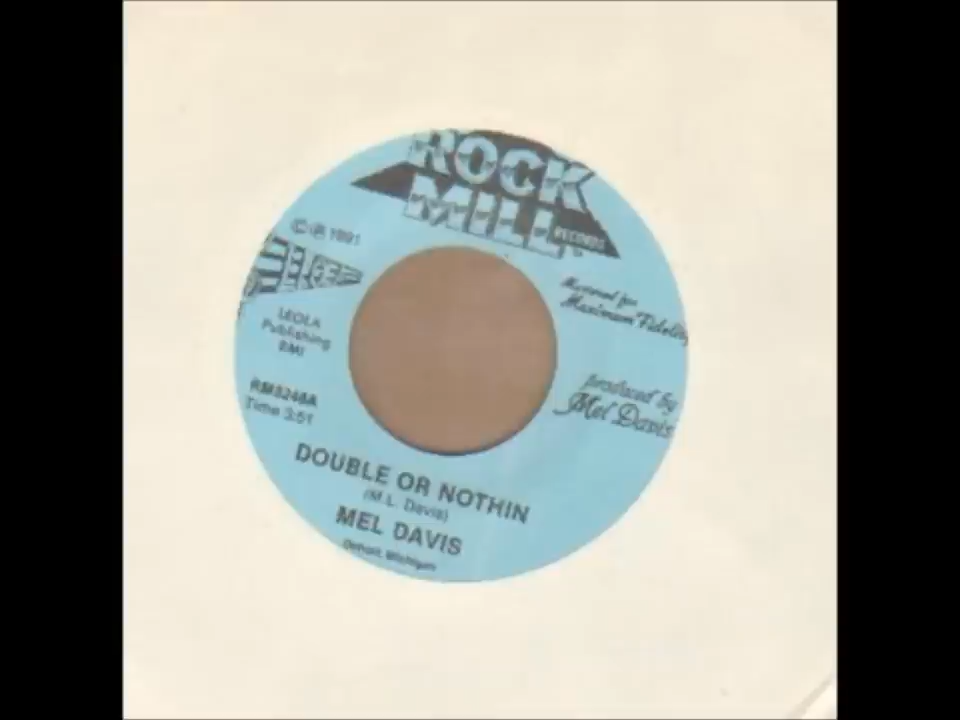 ROCK
MILL
RECORDS
© ℗ 1991
LEOLA
Publishing
BMI
RM8248A
Time 3:51
Mastered for
Maximum Fidelity
produced by
Mel Davis
DOUBLE OR NOTHIN
(M.L. Davis)
MEL DAVIS
Detroit, Michigan